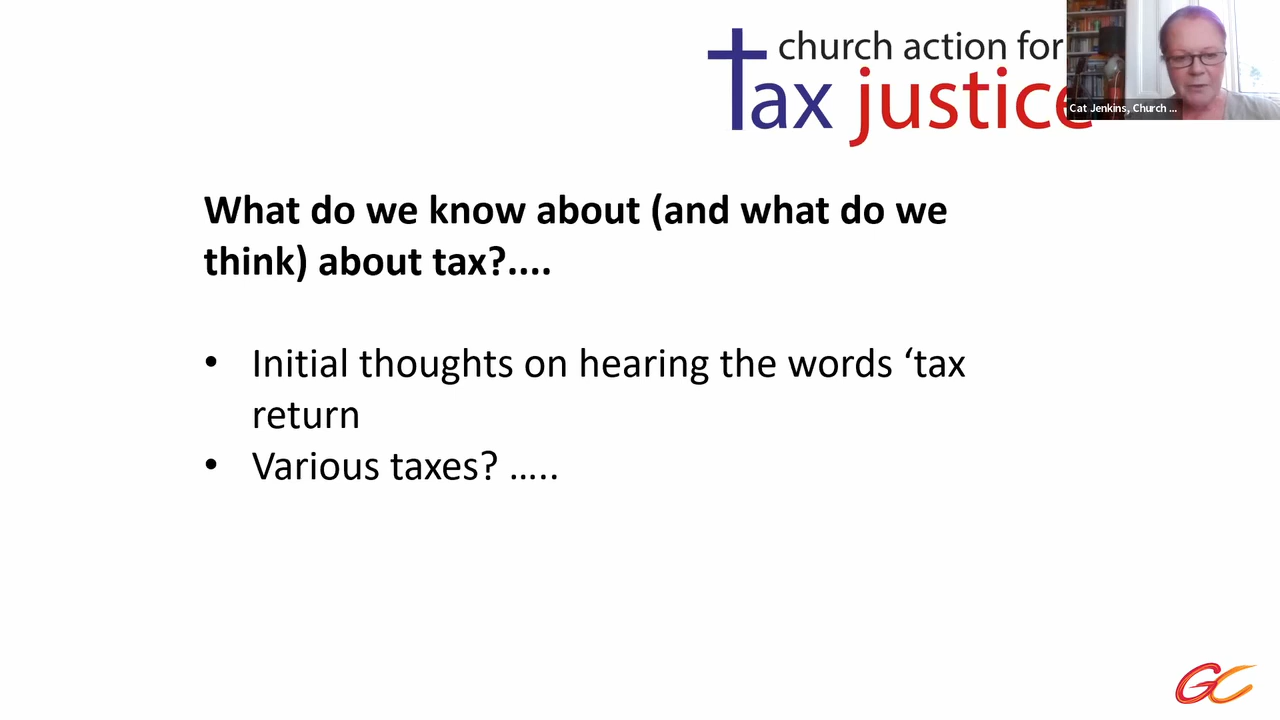 church action for
tax justice
Cat Jenkins, Church ...
What do we know about (and what do we
think) about tax?....
• Initial thoughts on hearing the words ‘tax
return
• Various taxes? .....
GC